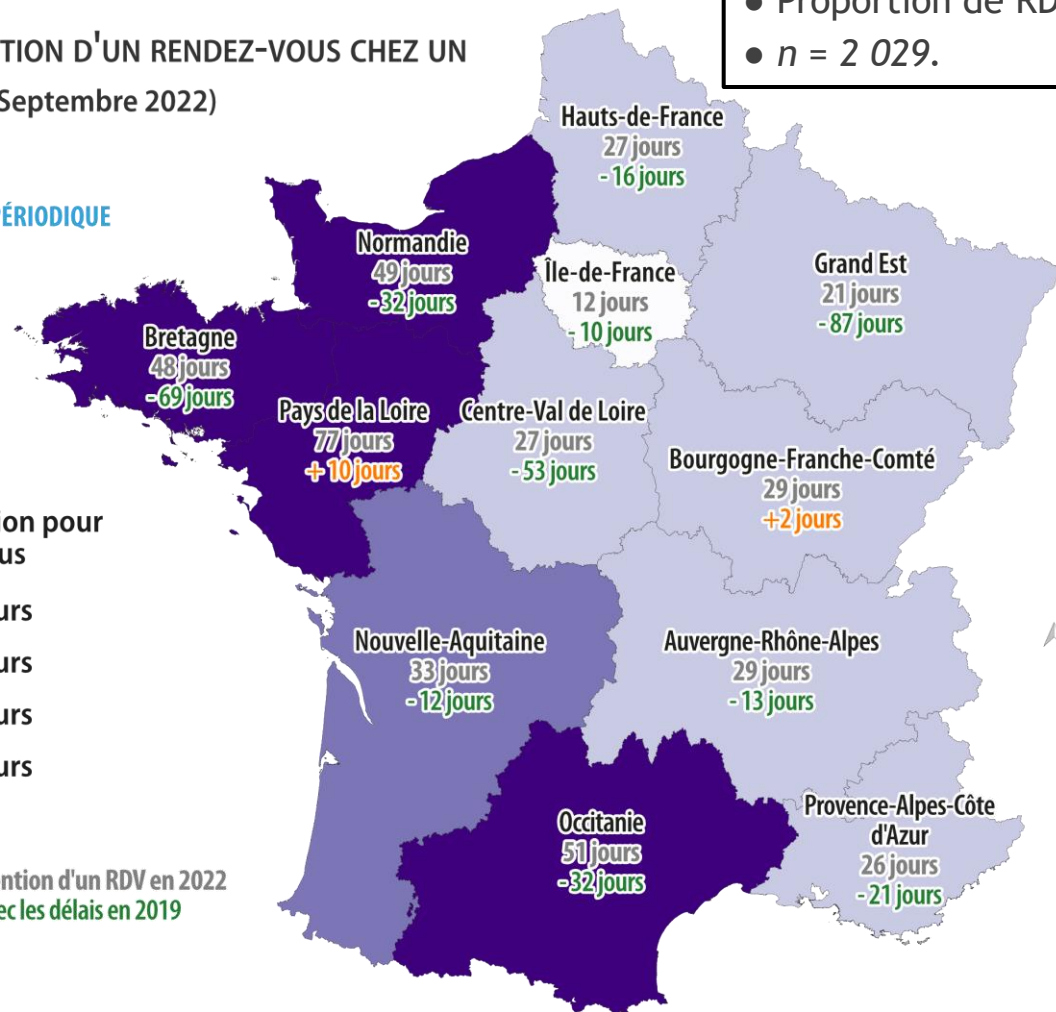 ● Proportion de RD
● n = 2 029.
TION D'UN RENDEZ-VOUS CHEZ UN
Septembre 2022)
ÉRIODIQUE
Hauts-de-France
27 jours
- 16 jours
Normandie
49 jours
- 32 jours
Île-de-France
12 jours
- 10 jours
Grand Est
21 jours
- 87 jours
Bretagne
48 jours
- 69 jours
Pays de la Loire
77 jours
+ 10 jours
Centre-Val de Loire
27 jours
- 53 jours
Bourgogne-Franche-Comté
29 jours
+2 jours
ion pour
us
urs
urs
urs
urs
Nouvelle-Aquitaine
33 jours
- 12 jours
Auvergne-Rhône-Alpes
29 jours
- 13 jours
Occitanie
51 jours
- 32 jours
Provence-Alpes-Côte
d'Azur
26 jours
- 21 jours
ention d'un RDV en 2022
ec les délais en 2019